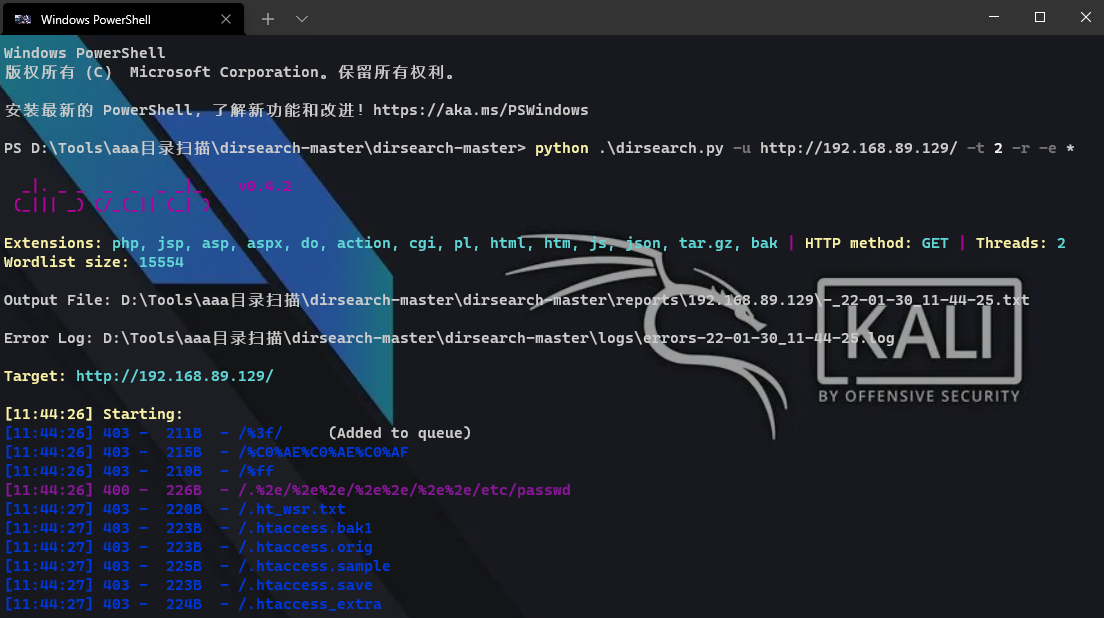 Windows PowerShell
Windows PowerShell
版权所有 (C)  Microsoft Corporation。保留所有权利。
安装最新的 PowerShell，了解新功能和改进！https://aka.ms/PSWindows
PS D:\Tools\aaa目录扫描\dirsearch-master\dirsearch-master> python .\dirsearch.py -u http://192.168.89.129/ -t 2 -r -e *
_|. _ _  _  _  _ _|_    v0.4.2
(_||| _) (/_(_|| (_| )
Extensions: php, jsp, asp, aspx, do, action, cgi, pl, html, htm, js, json, tar.gz, bak | HTTP method: GET | Threads: 2
Wordlist size: 15554
Output File: D:\Tools\aaa目录扫描\dirsearch-master\dirsearch-master\reports\192.168.89.129\-_22-01-30_11-44-25.txt
Error Log: D:\Tools\aaa目录扫描\dirsearch-master\dirsearch-master\logs\errors-22-01-30_11-44-25.log
KALI
Target: http://192.168.89.129/
BY OFFENSIVE SECURITY
[11:44:26] Starting:
[11:44:26] 403 -  211B  - /%3f/     (Added to queue)
[11:44:26] 403 -  215B  - /%C0%AE%C0%AE%C0%AF
[11:44:26] 403 -  210B  - /%ff
[11:44:26] 400 -  226B  - /.%2e/%2e%2e/%2e%2e/%2e%2e/etc/passwd
[11:44:27] 403 -  220B  - /.ht_wsr.txt
[11:44:27] 403 -  223B  - /.htaccess.bak1
[11:44:27] 403 -  223B  - /.htaccess.orig
[11:44:27] 403 -  225B  - /.htaccess.sample
[11:44:27] 403 -  223B  - /.htaccess.save
[11:44:27] 403 -  224B  - /.htaccess_extra